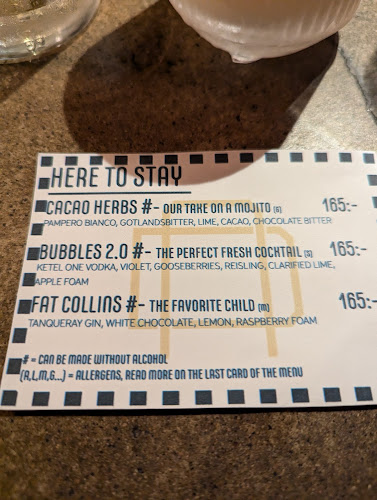 HERE TO STAY
CACAO HERBS #- OUR TAKE ON A MOJITO (G) 165:-
PAMPERO BIANCO, GOTLANDSBITTER, LIME, CACAO, CHOCOLATE BITTER
BUBBLES 2.0 #- THE PERFECT FRESH COCKTAIL (G) 165:-
KETEL ONE VODKA, VIOLET, GOOSEBERRIES, REISLING, CLARIFIED LIME,
APPLE FOAM
FAT COLLINS #- THE FAVORITE CHILD (M) 165:-
TANQUERAY GIN, WHITE CHOCOLATE, LEMON, RASPBERRY FOAM
# = CAN BE MADE WITHOUT ALCOHOL
(R,L,M,G...) = ALLERGENS, READ MORE ON THE LAST CARD OF THE MENU